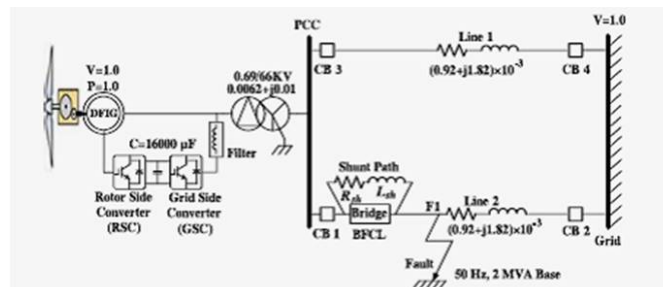 PCC
V=1.0
Line 1
CB 3
(0.92+j1.82)×10⁻³
CB 4
V=1.0
P=1.0
DFIG
0.69/66KV
0.0062+j0.01
C=16000 µF
Filter
Rotor Side
Converter
(RSC)
Grid Side
Converter
(GSC)
Shunt Path
Rsh
Lsh
Bridge
CB 1
BFCL
F1
Line 2
(0.92+j1.82)×10⁻³
CB 2
Grid
Fault
50 Hz, 2 MVA Base